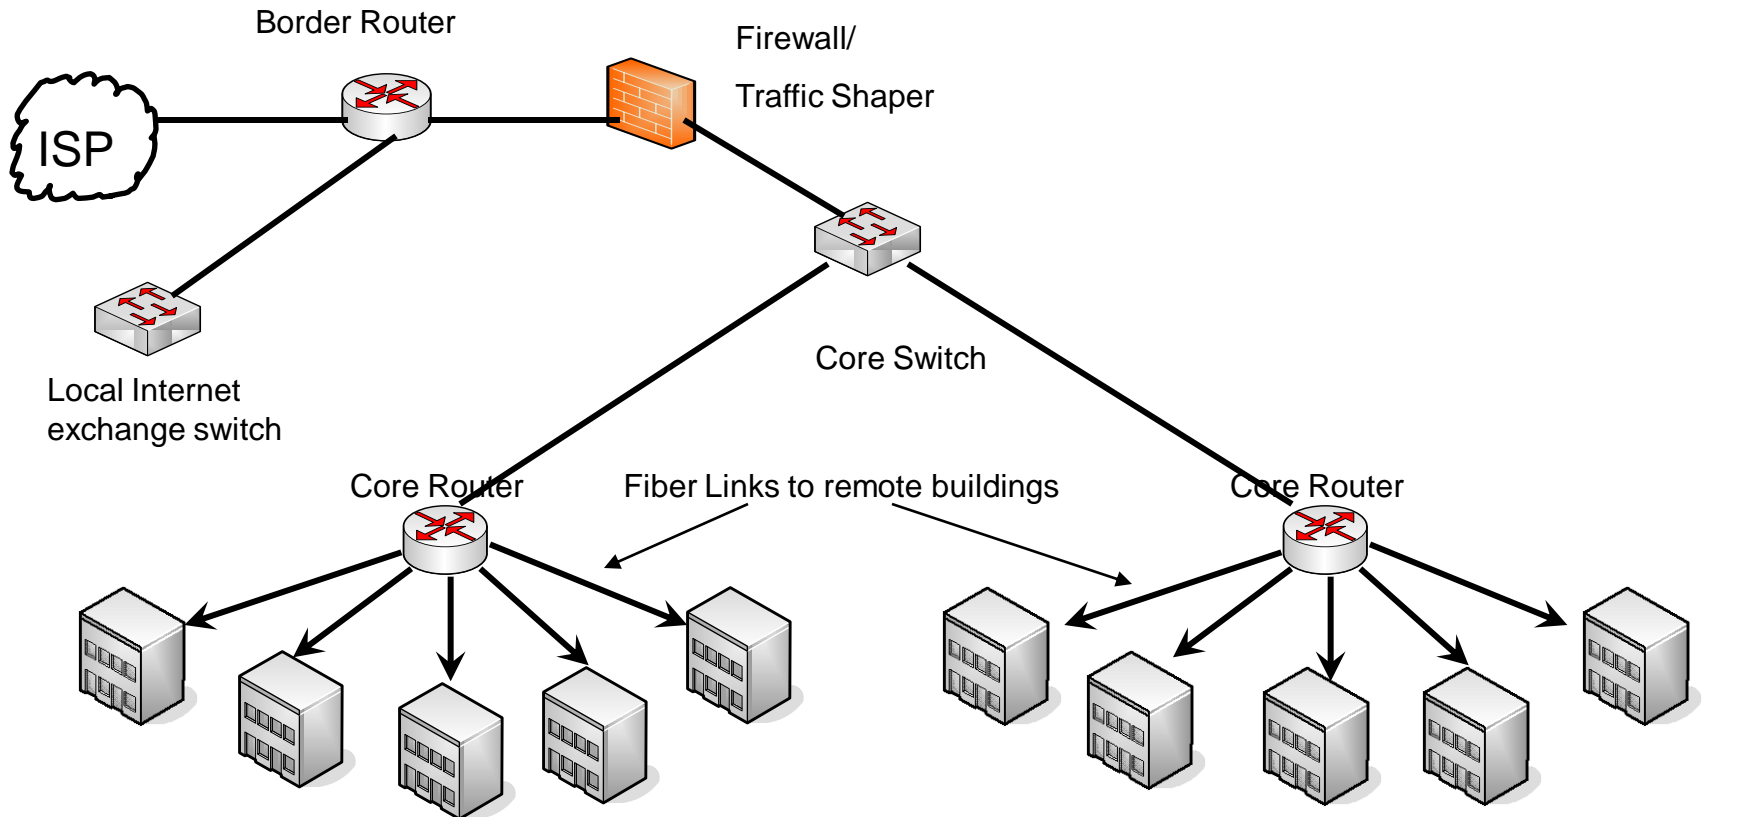 Border Router
Firewall/
Traffic Shaper
ISP
Core Switch
Local Internet
exchange switch
Core Router
Fiber Links to remote buildings
Core Router